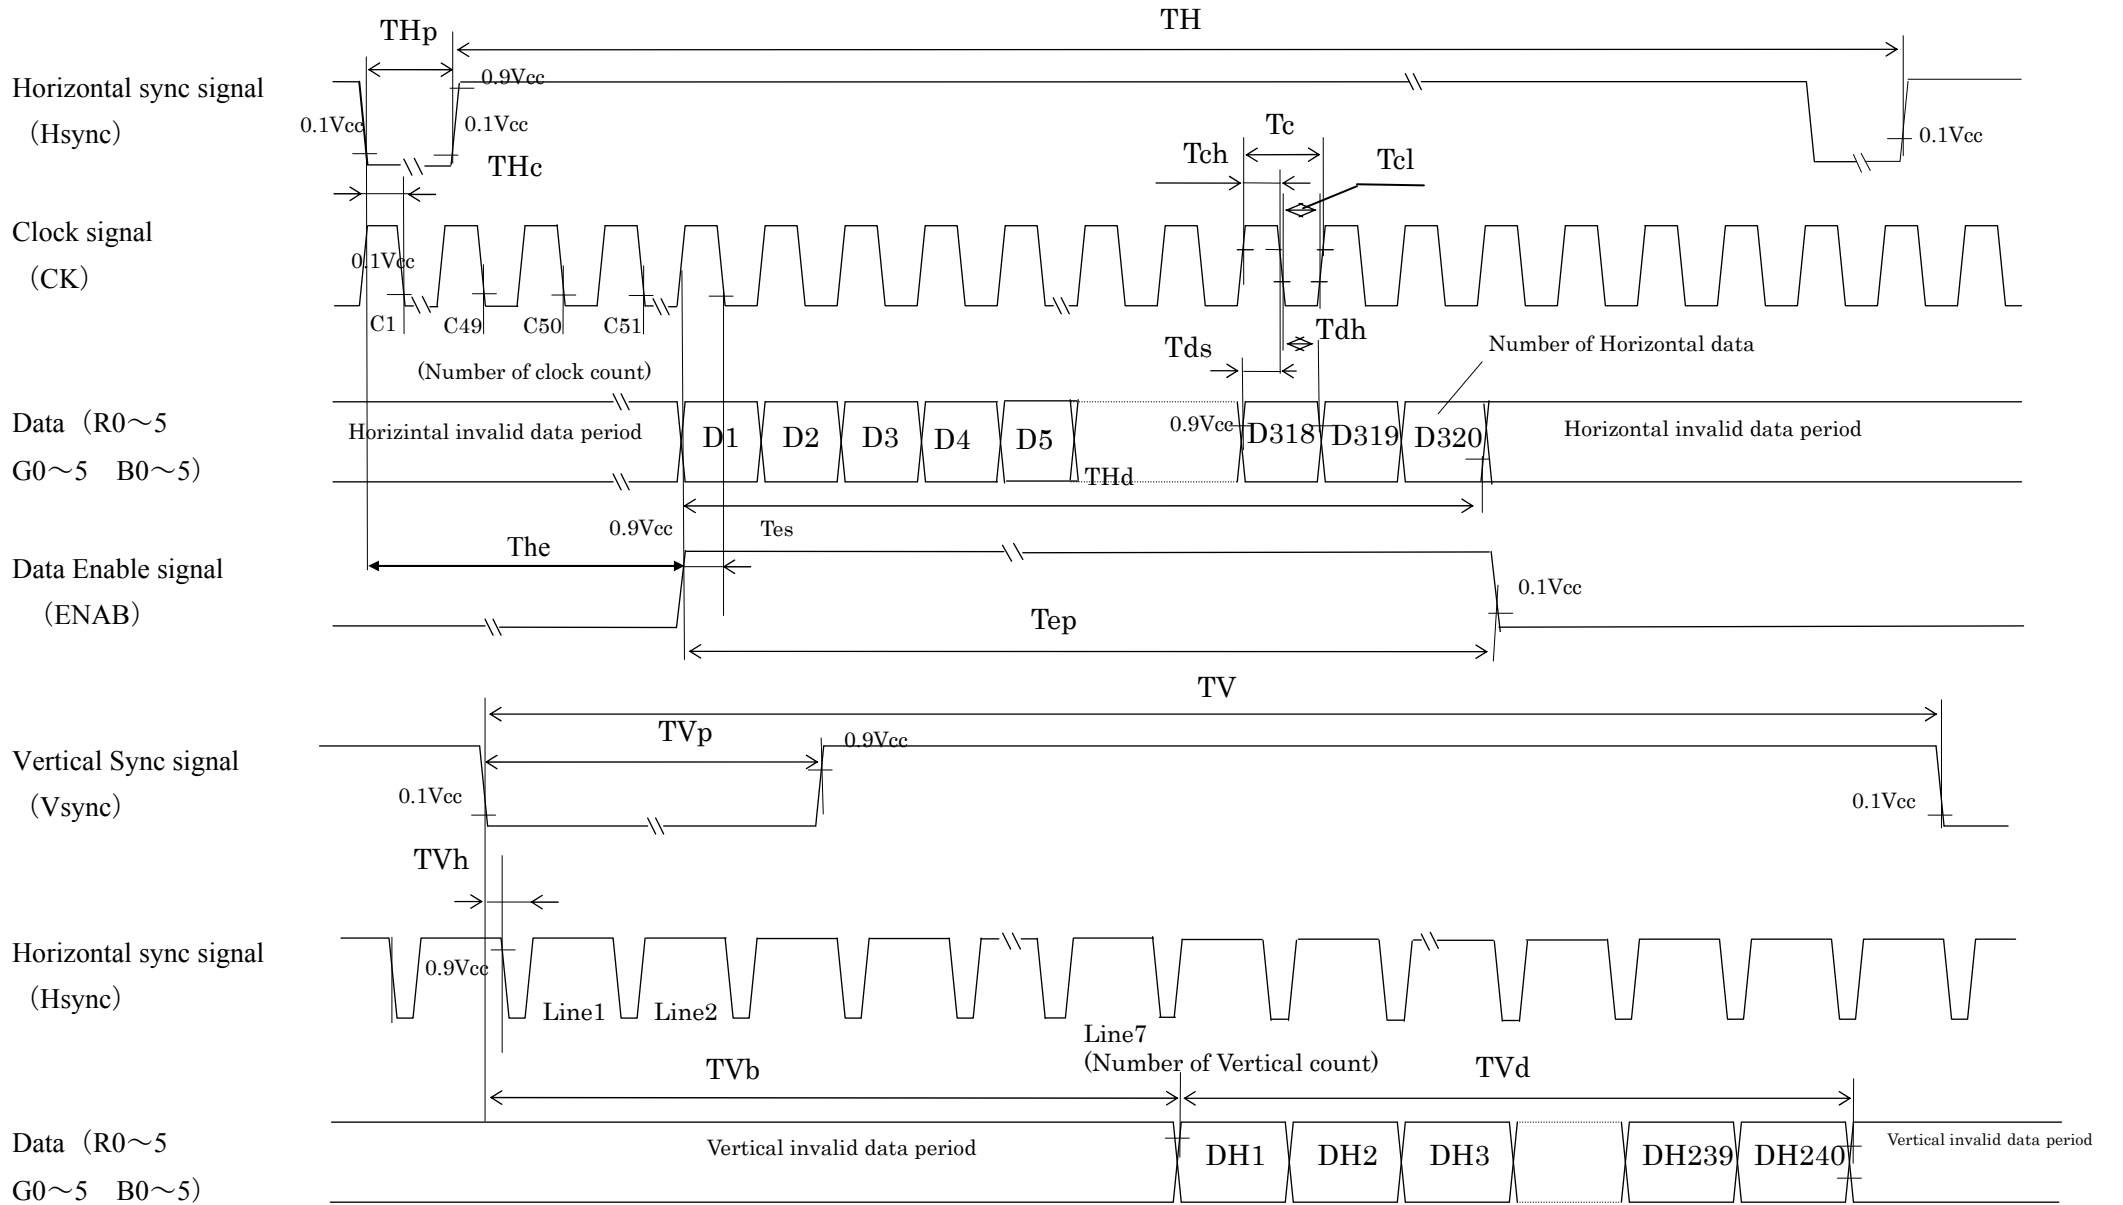 TH
THp
0.9Vcc
Horizontal sync signal
（Hsync）
0.1Vcc
0.1Vcc
0.1Vcc
THc
Tc
Tch
Tcl
Clock signal
（CK）
0.1Vcc
C1
C49
C50
C51
(Number of clock count)
Tds
Tdh
Number of Horizontal data
Data（R0～5
G0～5　B0～5）
Horizintal invalid data period
D1
D2
D3
D4
D5
0.9Vcc
D318
D319
D320
Horizontal invalid data period
THd
0.9Vcc
Tes
The
Data Enable signal
（ENAB）
0.1Vcc
Tep
TV
TVp
0.9Vcc
Vertical Sync signal
（Vsync）
0.1Vcc
0.1Vcc
TVh
Horizontal sync signal
（Hsync）
0.9Vcc
Line1
Line2
Line7
(Number of Vertical count)
TVb
TVd
Data（R0～5
G0～5　B0～5）
Vertical invalid data period
DH1
DH2
DH3
DH239
DH240
Vertical invalid data period